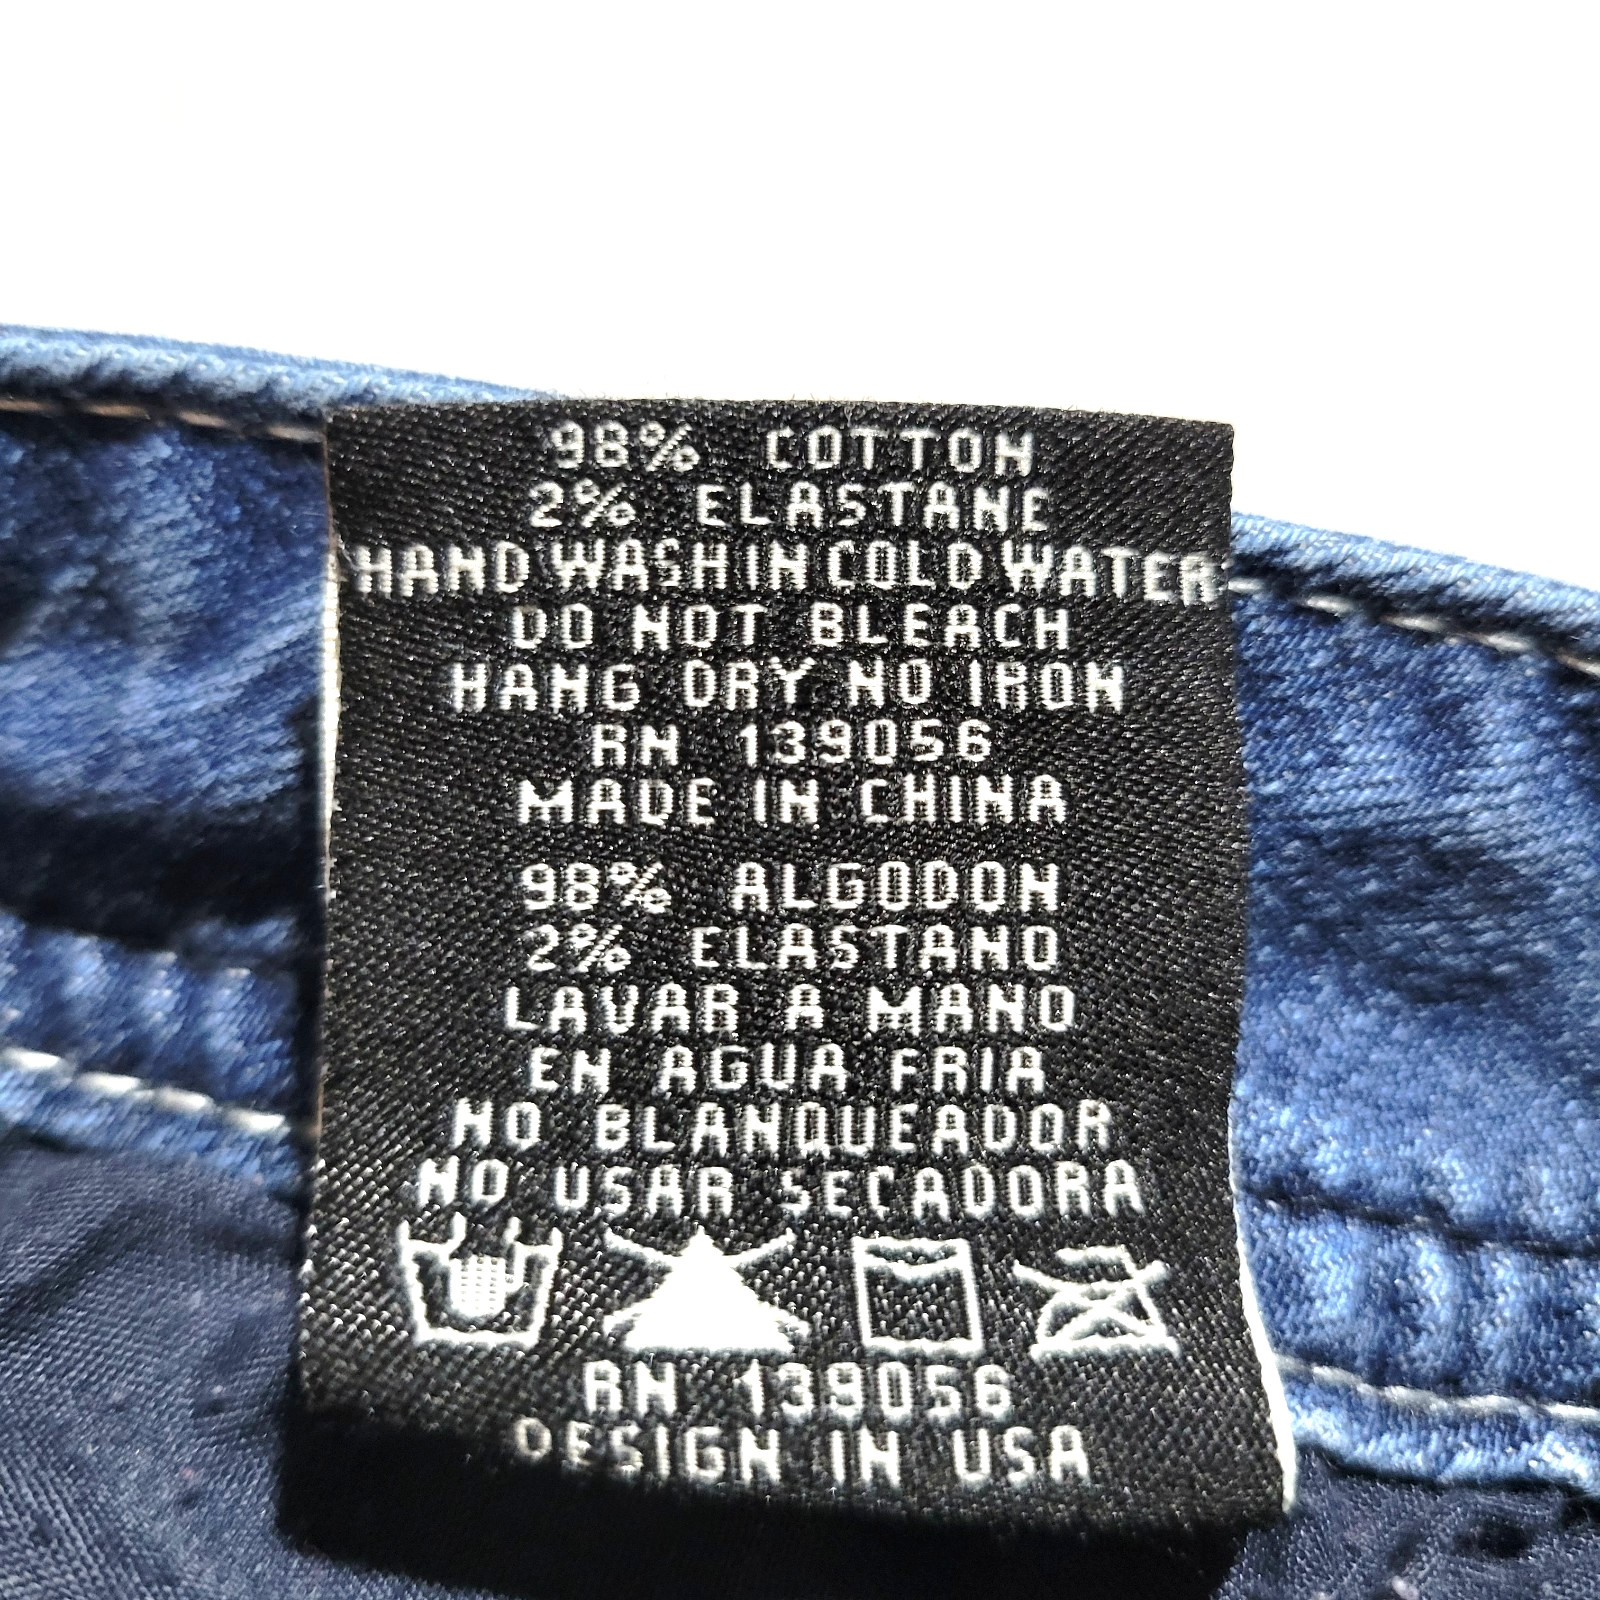 98% COTTON
2% ELASTANE
HAND WASH IN COLD WATER
DO NOT BLEACH
HANG DRY NO IRON
RN 139056
MADE IN CHINA
98% ALGODON
2% ELASTANO
LAVAR A MANO
EN AGUA FRIA
NO BLANQUEADOR
NO USAR SECADORA
RN 139056
DESIGN IN USA